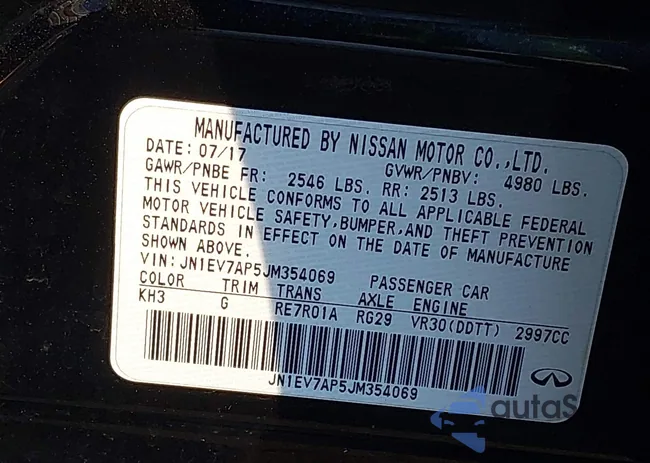 MANUFACTURED BY NISSAN MOTOR CO.,LTD.
DATE: 07/17 GVWR/PNBV: 4980 LBS.
GAWR/PNBE FR: 2546 LBS. RR: 2513 LBS.
THIS VEHICLE CONFORMS TO ALL APPLICABLE FEDERAL
MOTOR VEHICLE SAFETY,BUMPER,AND THEFT PREVENTION
STANDARDS IN EFFECT ON THE DATE OF MANUFACTURE
SHOWN ABOVE.
VIN:JN1EV7AP5JM354069 PASSENGER CAR
COLOR TRIM TRANS AXLE ENGINE
KH3 G RE7R01A RG29 VR30(DDTT) 2997CC
JN1EV7AP5JM354069
autaS